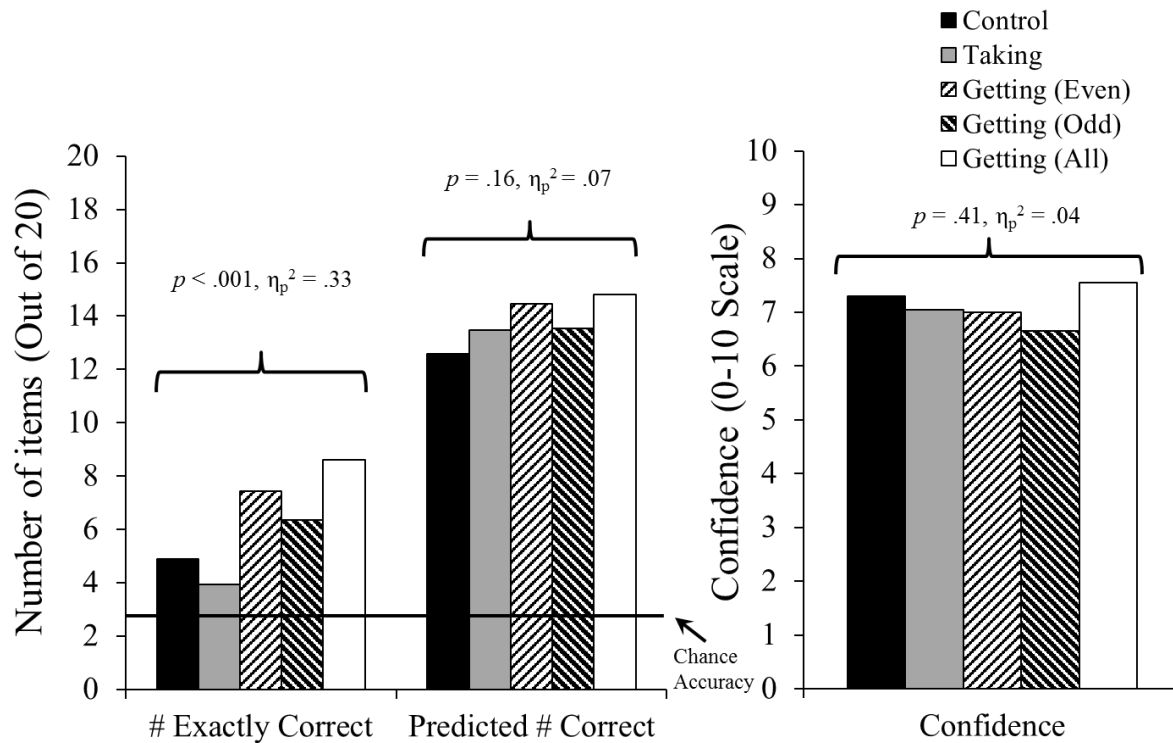 Control
Taking
Getting (Even)
Getting (Odd)
Getting (All)
Number of items (Out of 20)
20
18
16
14
12
10
8
6
4
2
0
p < .001, ηp² = .33
p = .16, ηp² = .07
Chance
Accuracy
# Exactly Correct
Predicted # Correct
Confidence (0-10 Scale)
10
9
8
7
6
5
4
3
2
1
0
p = .41, ηp² = .04
Confidence